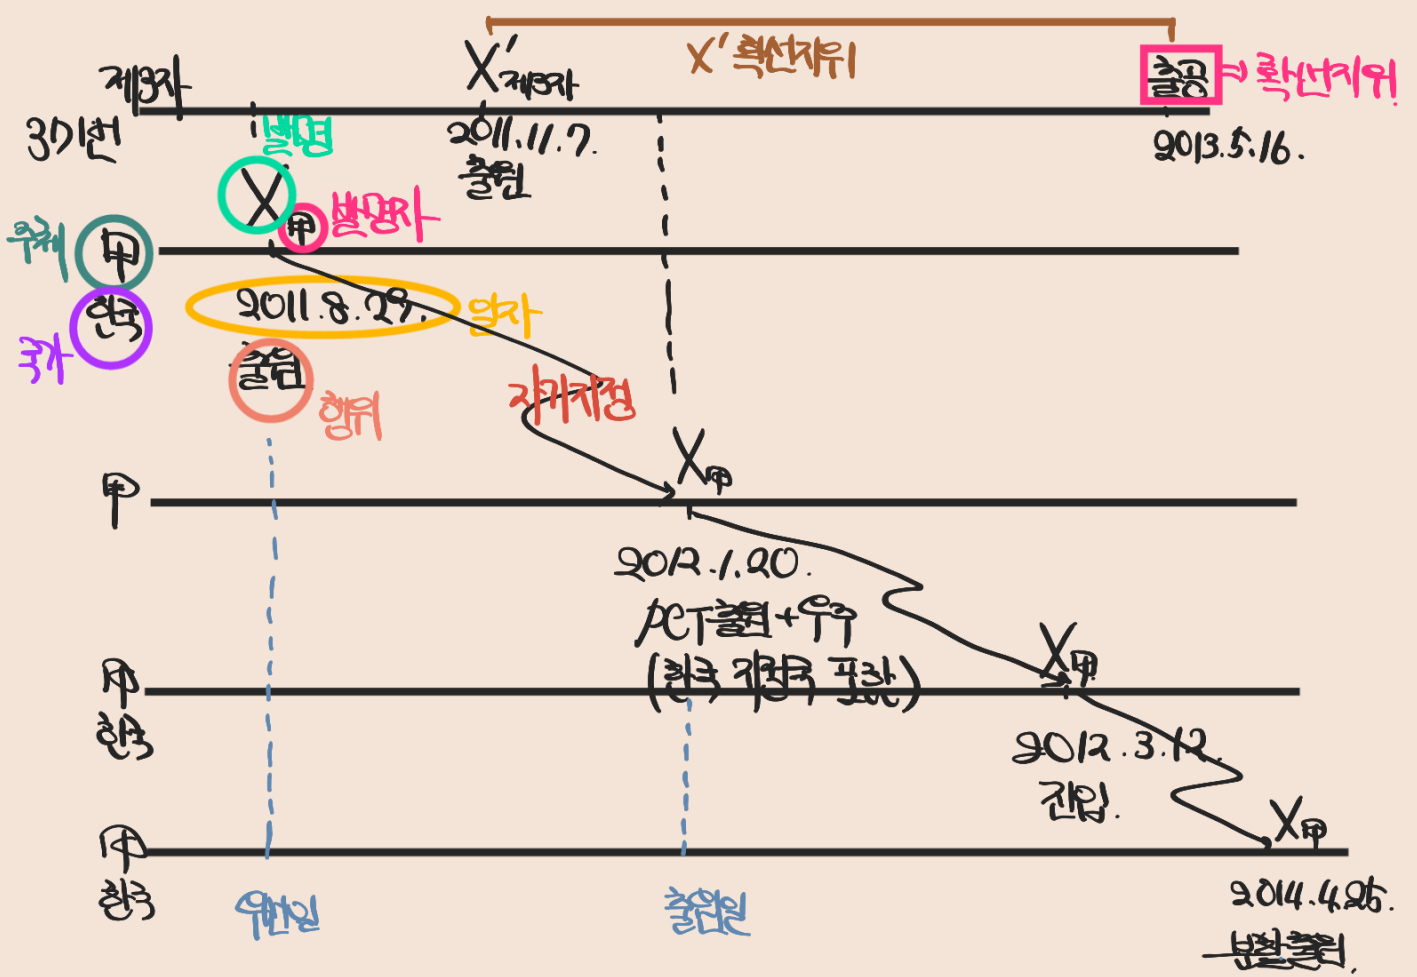 제3자
X'
제3자
X' 확선지위
출공
⇒ 확선지위
37기현
발명
2011.11.7.
출원
2013.5.16.
X
甲
발명자
주체
甲
한국
국가
2011.8.29.
일자
출원
행위
자기지정
甲
X甲
2012.1.20.
PCT출원+우주
(한국 지정국 포함)
甲
한국
X甲
2012.3.12.
진입.
甲
한국
우선일
출원일
X甲
2014.4.25.
분할출원